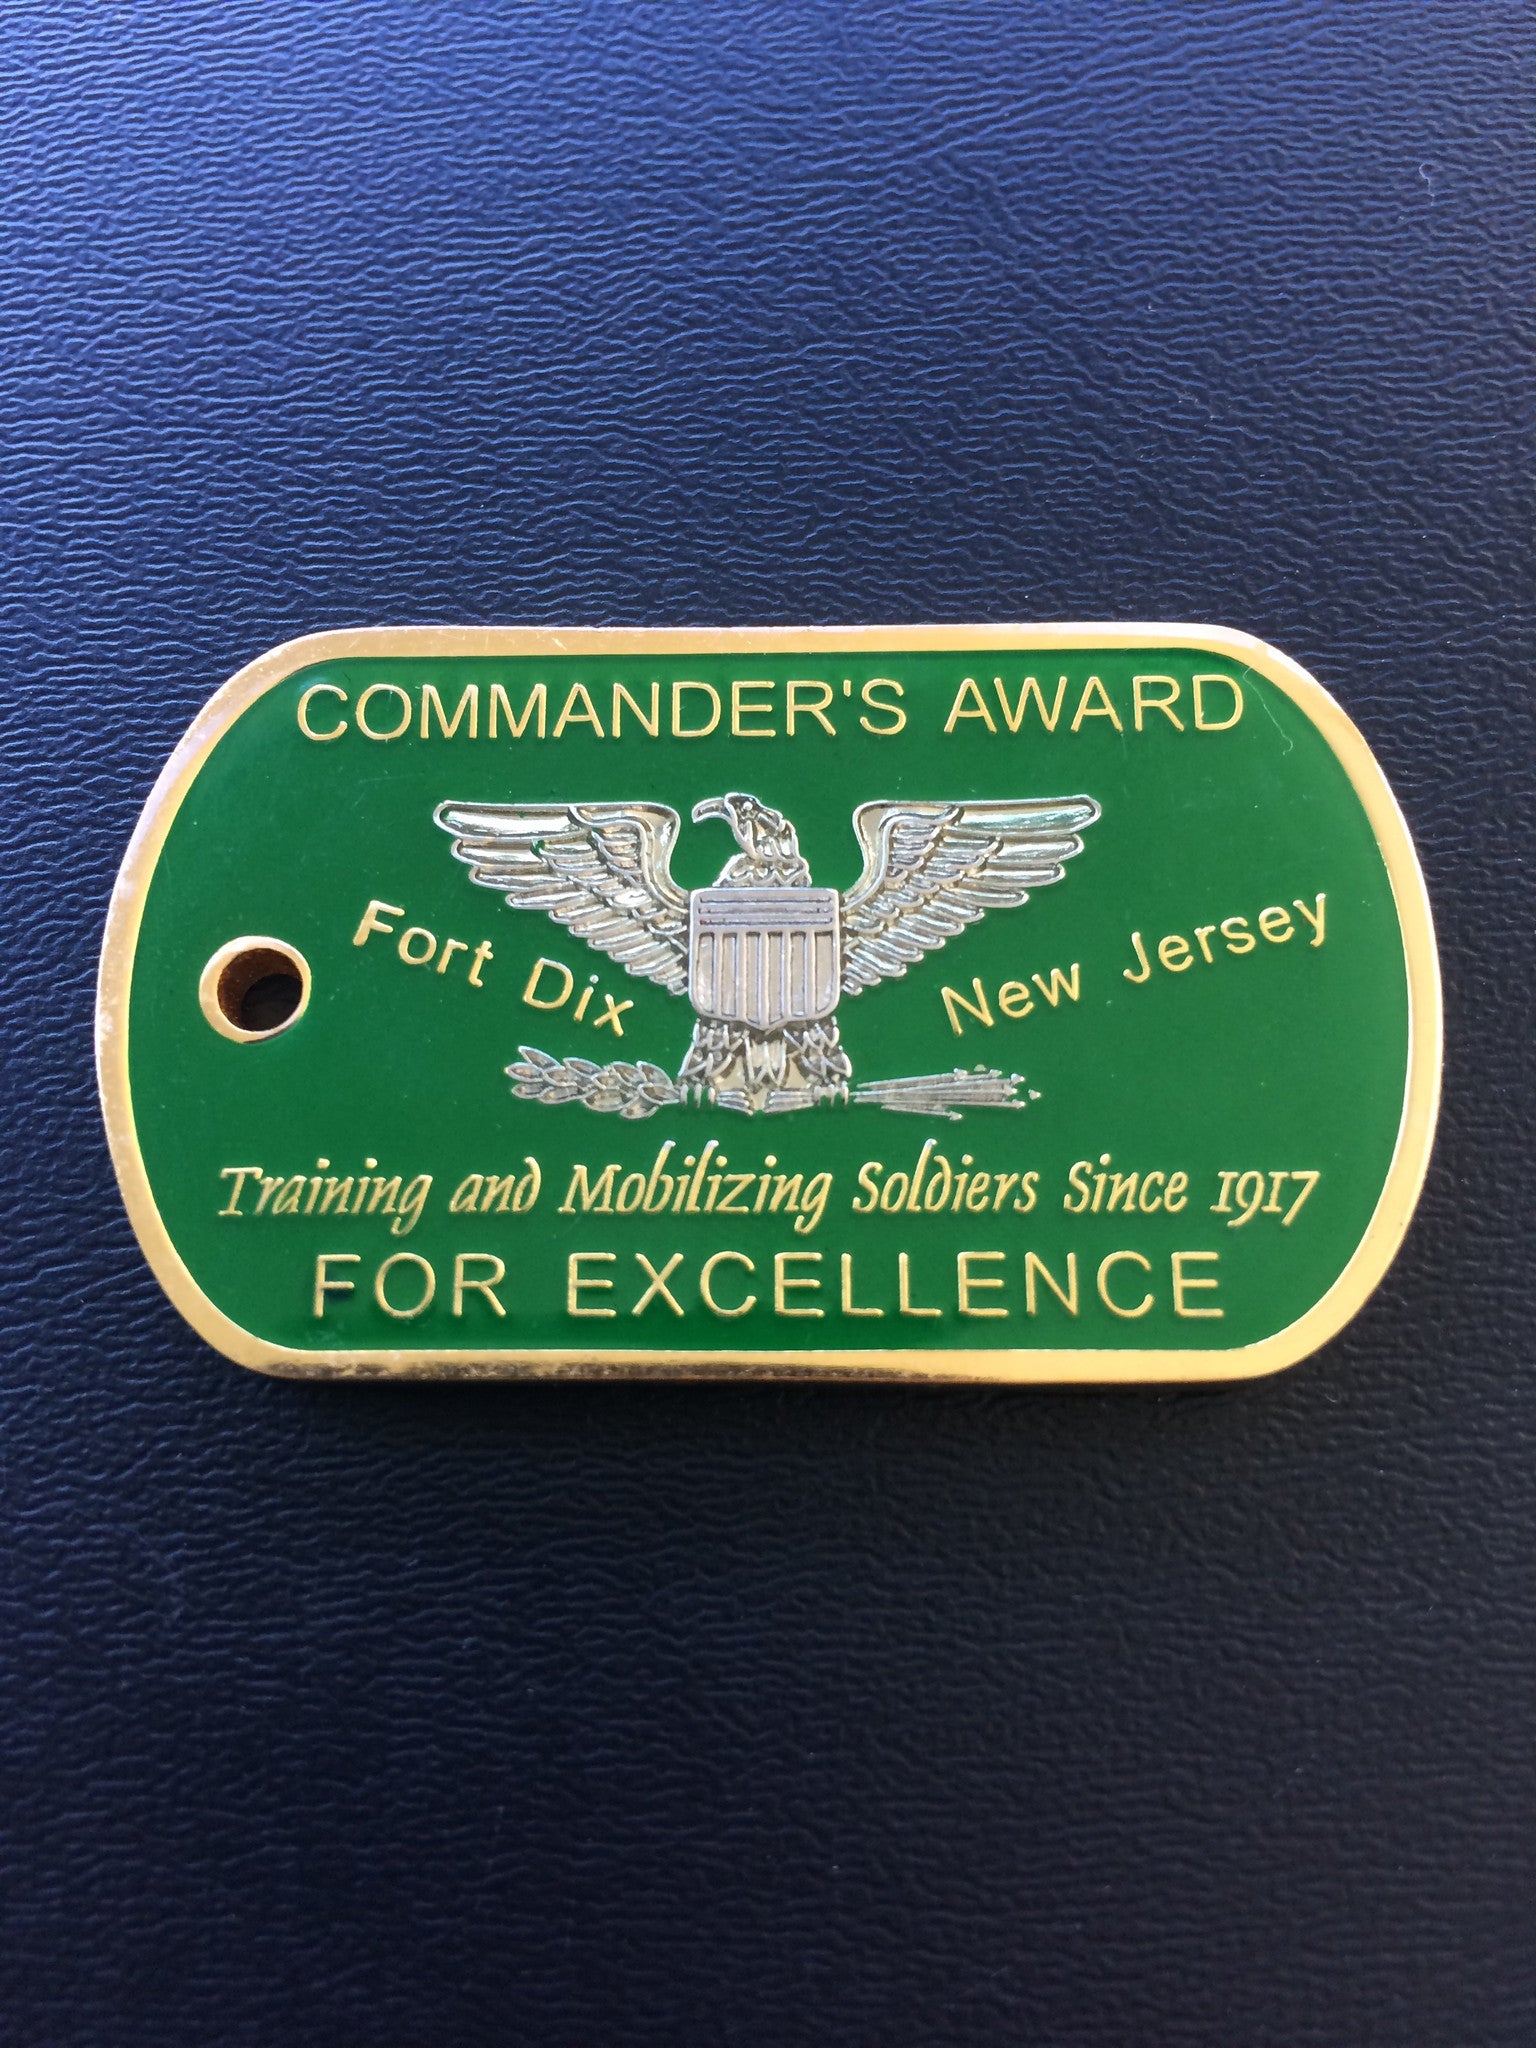 COMMANDER'S AWARD
Fort Dix New Jersey
Training and Mobilizing Soldiers Since 1917
FOR EXCELLENCE